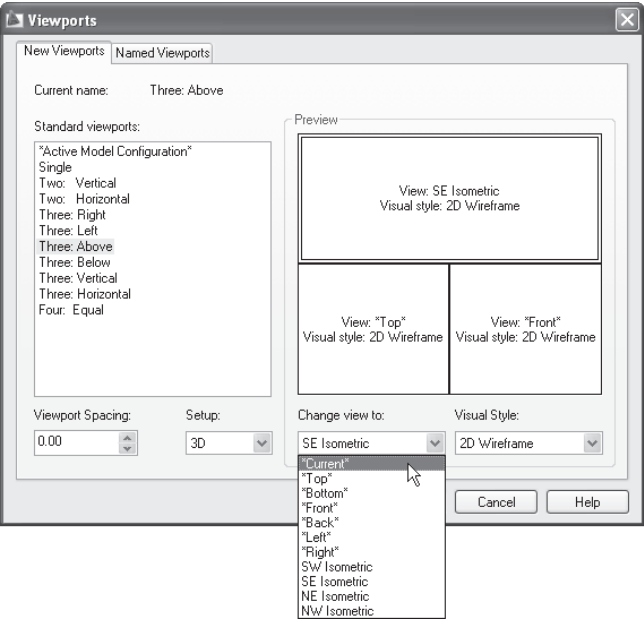 Viewports
New Viewports
Named Viewports
Current name: Three: Above
Standard viewports:
*Active Model Configuration*
Single
Two: Vertical
Two: Horizontal
Three: Right
Three: Left
Three: Above
Three: Below
Three: Vertical
Three: Horizontal
Four: Equal
Preview
View: SE Isometric
Visual style: 2D Wireframe
View: *Top*
Visual style: 2D Wireframe
View: *Front*
Visual style: 2D Wireframe
Viewport Spacing:
0.00
Setup:
3D
Change view to:
SE Isometric
Visual Style:
2D Wireframe
*Current*
*Top*
*Bottom*
*Front*
*Back*
*Left*
*Right*
SW Isometric
SE Isometric
NE Isometric
NW Isometric
Cancel
Help